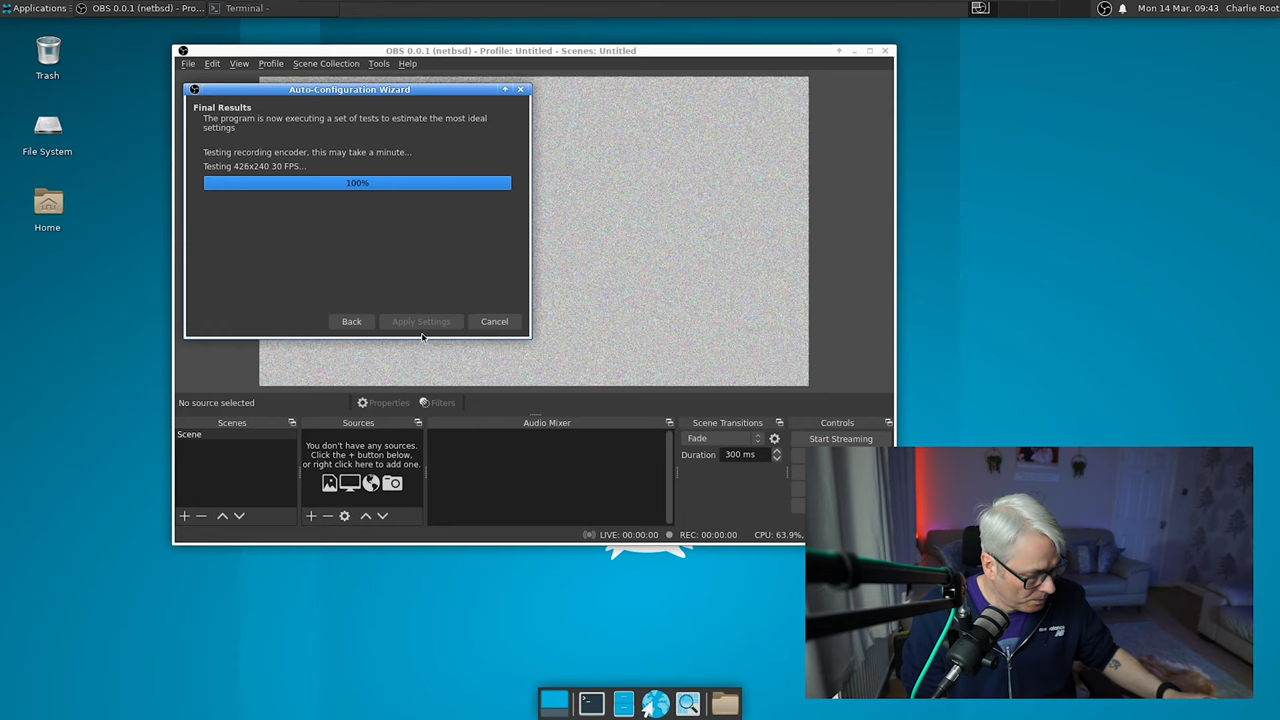 Applications
OBS 0.0.1 (netbsd) - Prof...
Terminal -
Mon 14 Mar, 09:43
Charlie Root
Trash
File System
Home
OBS 0.0.1 (netbsd) - Profile: Untitled - Scenes: Untitled
File Edit View Profile Scene Collection Tools Help
Auto-Configuration Wizard
Final Results
The program is now executing a set of tests to estimate the most ideal
settings
Testing recording encoder, this may take a minute...
Testing 426x240 30 FPS...
100%
Back Apply Settings Cancel
No source selected
Properties Filters
Scenes
Scene
Sources
You don't have any sources.
Click the + button below,
or right click here to add one.
Audio Mixer
Scene Transitions
Fade
Duration 300 ms
Controls
Start Streaming
LIVE: 00:00:00 REC: 00:00:00 CPU: 63.9%,